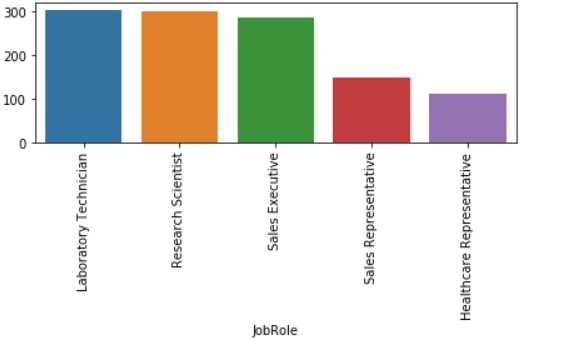 300
200
100
0
Laboratory Technician
Research Scientist
Sales Executive
Sales Representative
Healthcare Representative
JobRole